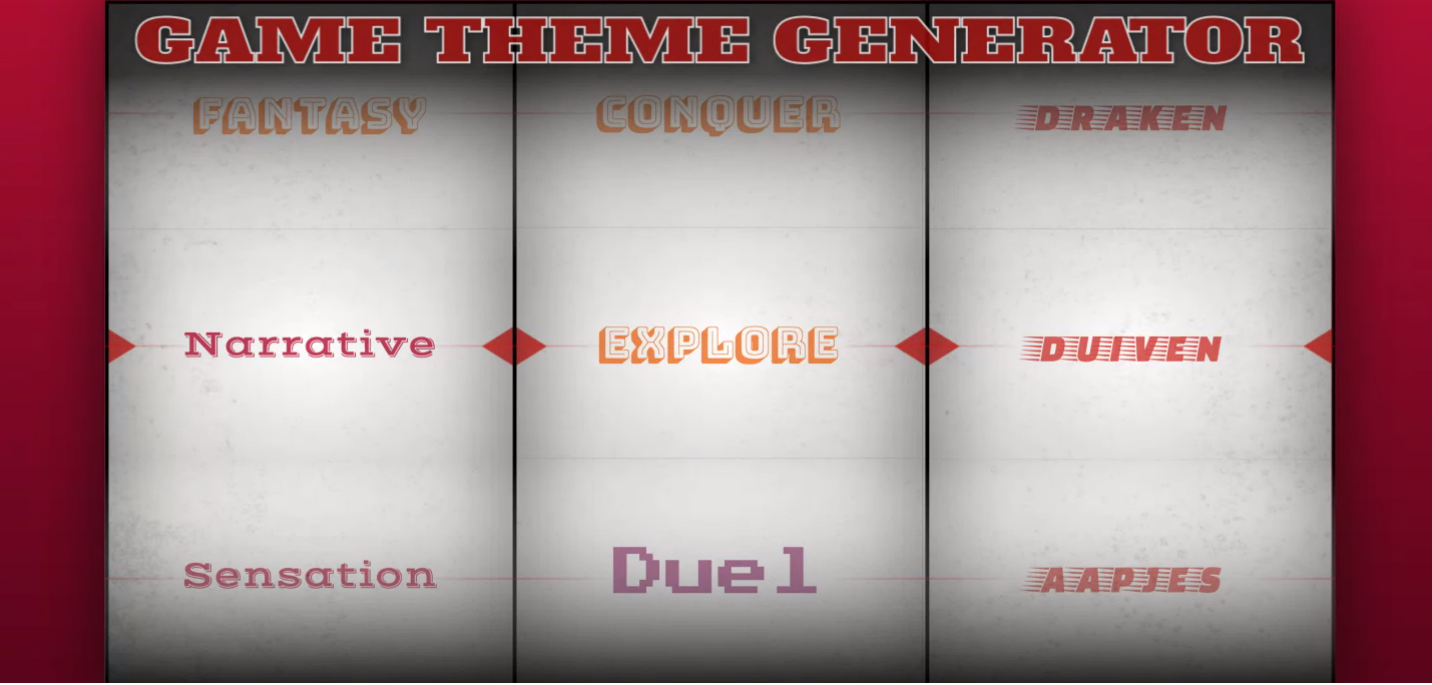 GAME THEME GENERATOR
FANTASY CONQUER DRAKEN
Narrative EXPLORE DUIVEN
Sensation Duel AAPJES